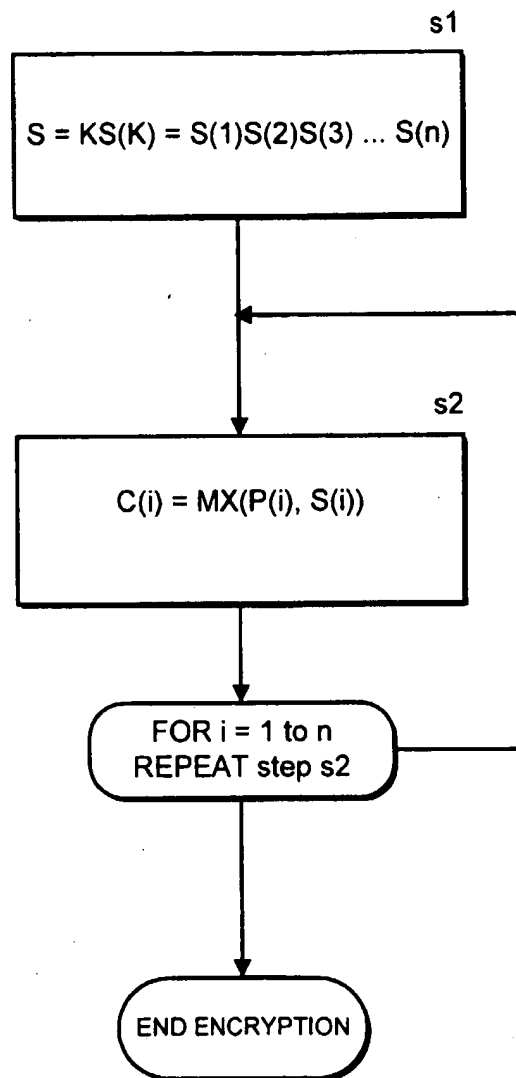 s1
S = KS(K) = S(1)S(2)S(3) ... S(n)
s2
C(i) = MX(P(i), S(i))
FOR i = 1 to n
REPEAT step s2
END ENCRYPTION